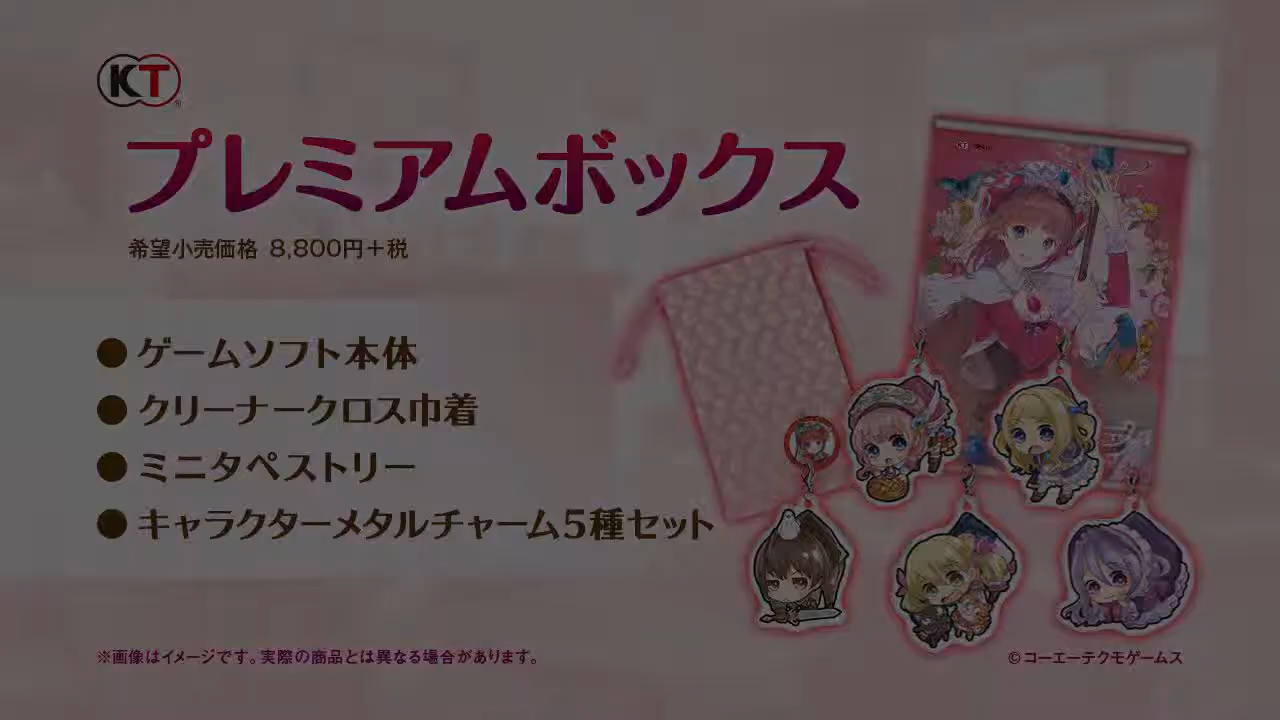 KT
プレミアムボックス
希望小売価格 8,800円+税
● ゲームソフト本体
● クリーナークロス巾着
● ミニタペストリー
● キャラクターメタルチャーム5種セット
※画像はイメージです。実際の商品とは異なる場合があります。
©コーエーテクモゲームス